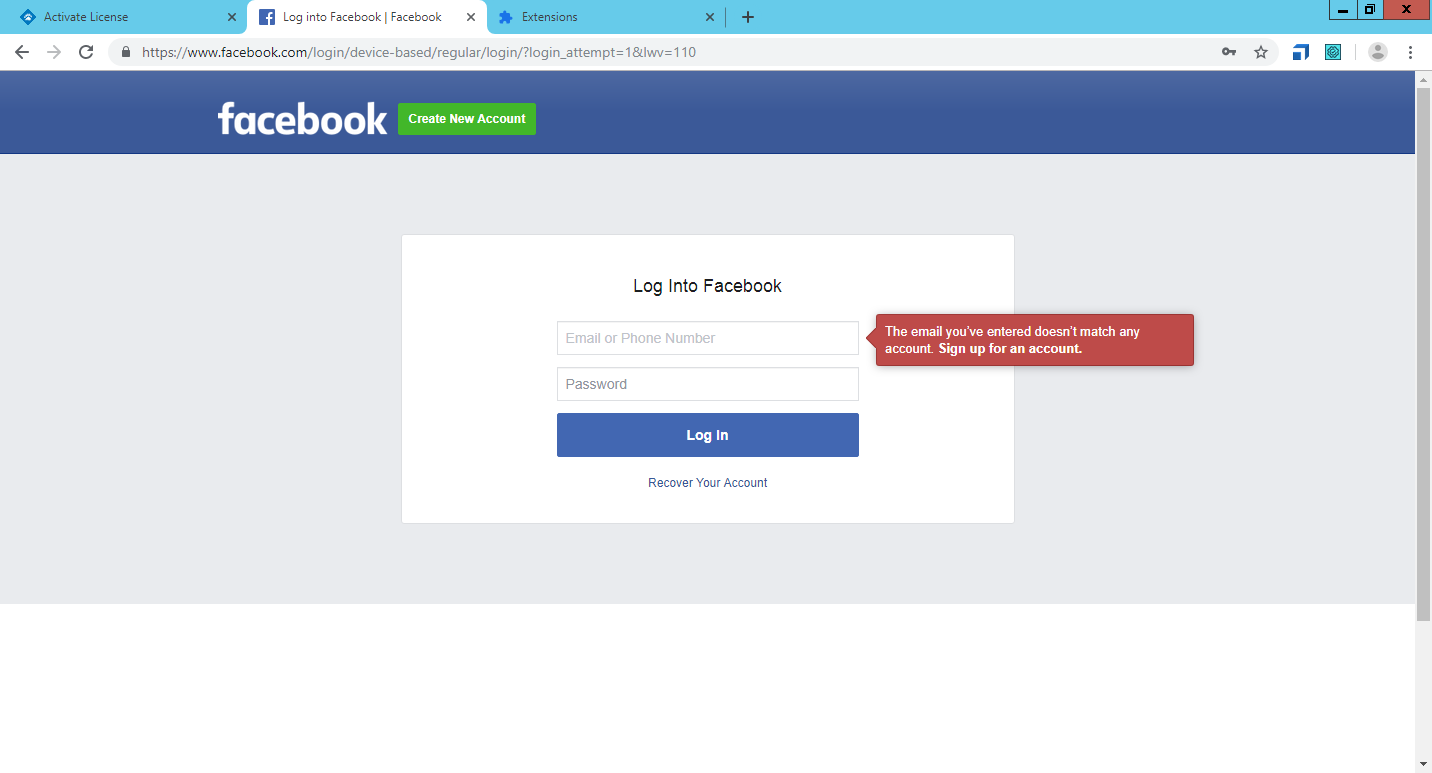 Activate License
Log into Facebook | Facebook
Extensions
https://www.facebook.com/login/device-based/regular/login/?login_attempt=1&lwv=110
facebook
Create New Account
Log Into Facebook
Email or Phone Number
The email you've entered doesn't match any
account. Sign up for an account.
Password
Log In
Recover Your Account